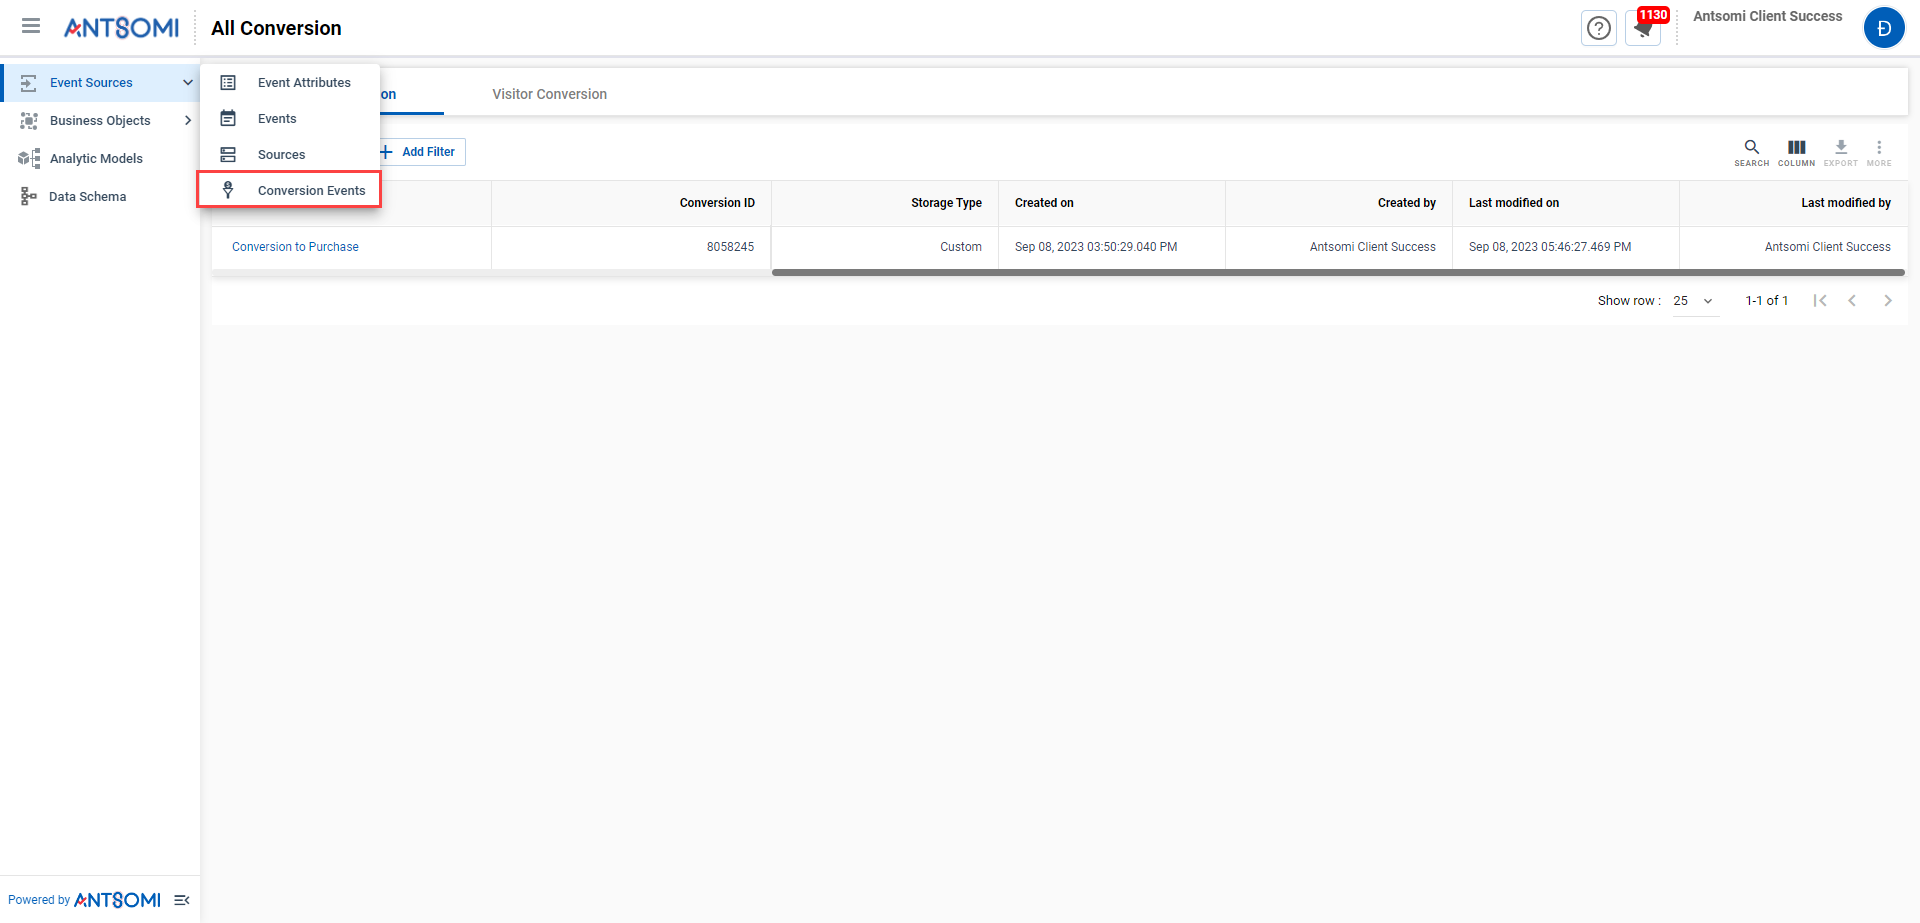 ANTSOMI
All Conversion
1130
Antsomi Client Success
Đ
Event Sources
Business Objects
Analytic Models
Data Schema
Event Attributes
Events
Sources
Conversion Events
on
Visitor Conversion
Add Filter
SEARCH COLUMN EXPORT MORE
Conversion ID Storage Type Created on Created by Last modified on Last modified by
Conversion to Purchase 8058245 Custom Sep 08, 2023 03:50:29.040 PM Antsomi Client Success Sep 08, 2023 05:46:27.469 PM Antsomi Client Success
Show row : 25 1-1 of 1
Powered by ANTSOMI